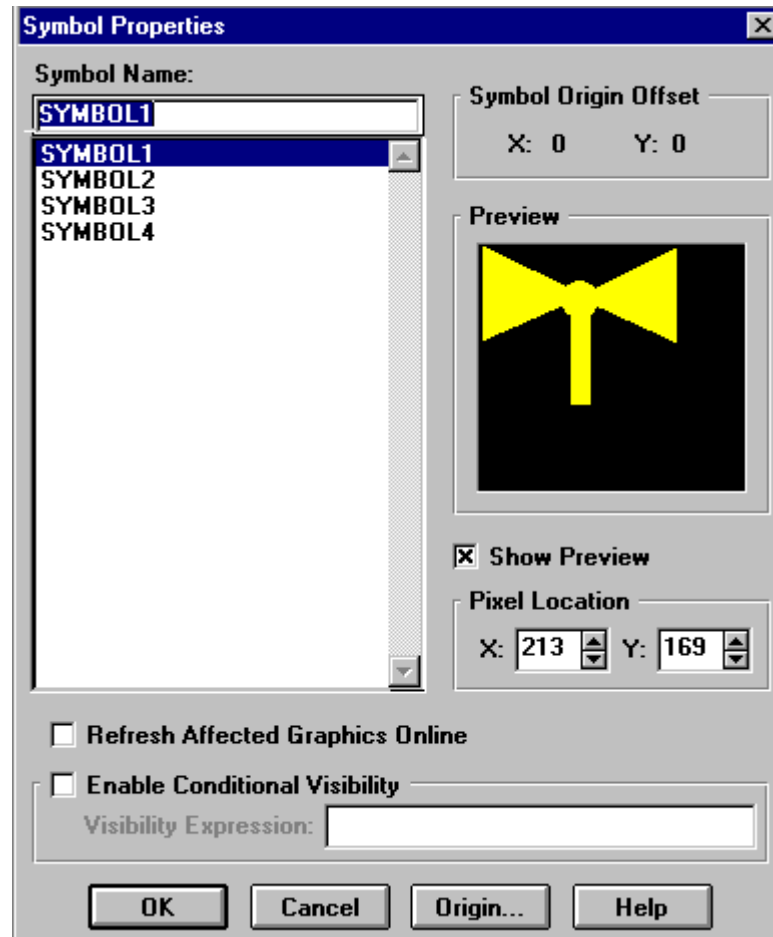 Symbol Properties
Symbol Name:
SYMBOL1
SYMBOL1
SYMBOL2
SYMBOL3
SYMBOL4
Symbol Origin Offset
X: 0 Y: 0
Preview
Show Preview
Pixel Location
X: 213 Y: 169
Refresh Affected Graphics Online
Enable Conditional Visibility
Visibility Expression:
OK Cancel Origin... Help